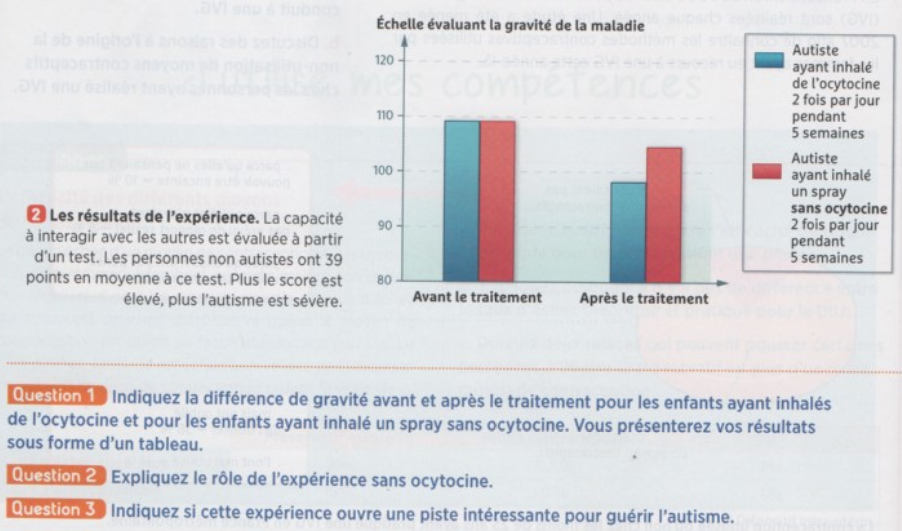 Échelle évaluant la gravité de la maladie
120
110
100
90
80
Avant le traitement
Après le traitement
Autiste
ayant inhalé
de l'ocytocine
2 fois par jour
pendant
5 semaines
Autiste
ayant inhalé
un spray
sans ocytocine
2 fois par jour
pendant
5 semaines
2 Les résultats de l'expérience. La capacité
à interagir avec les autres est évaluée à partir
d'un test. Les personnes non autistes ont 39
points en moyenne à ce test. Plus le score est
élevé, plus l'autisme est sévère.
Question 1 Indiquez la différence de gravité avant et après le traitement pour les enfants ayant inhalés
de l'ocytocine et pour les enfants ayant inhalé un spray sans ocytocine. Vous présenterez vos résultats
sous forme d'un tableau.
Question 2 Expliquez le rôle de l'expérience sans ocytocine.
Question 3 Indiquez si cette expérience ouvre une piste intéressante pour guérir l'autisme.